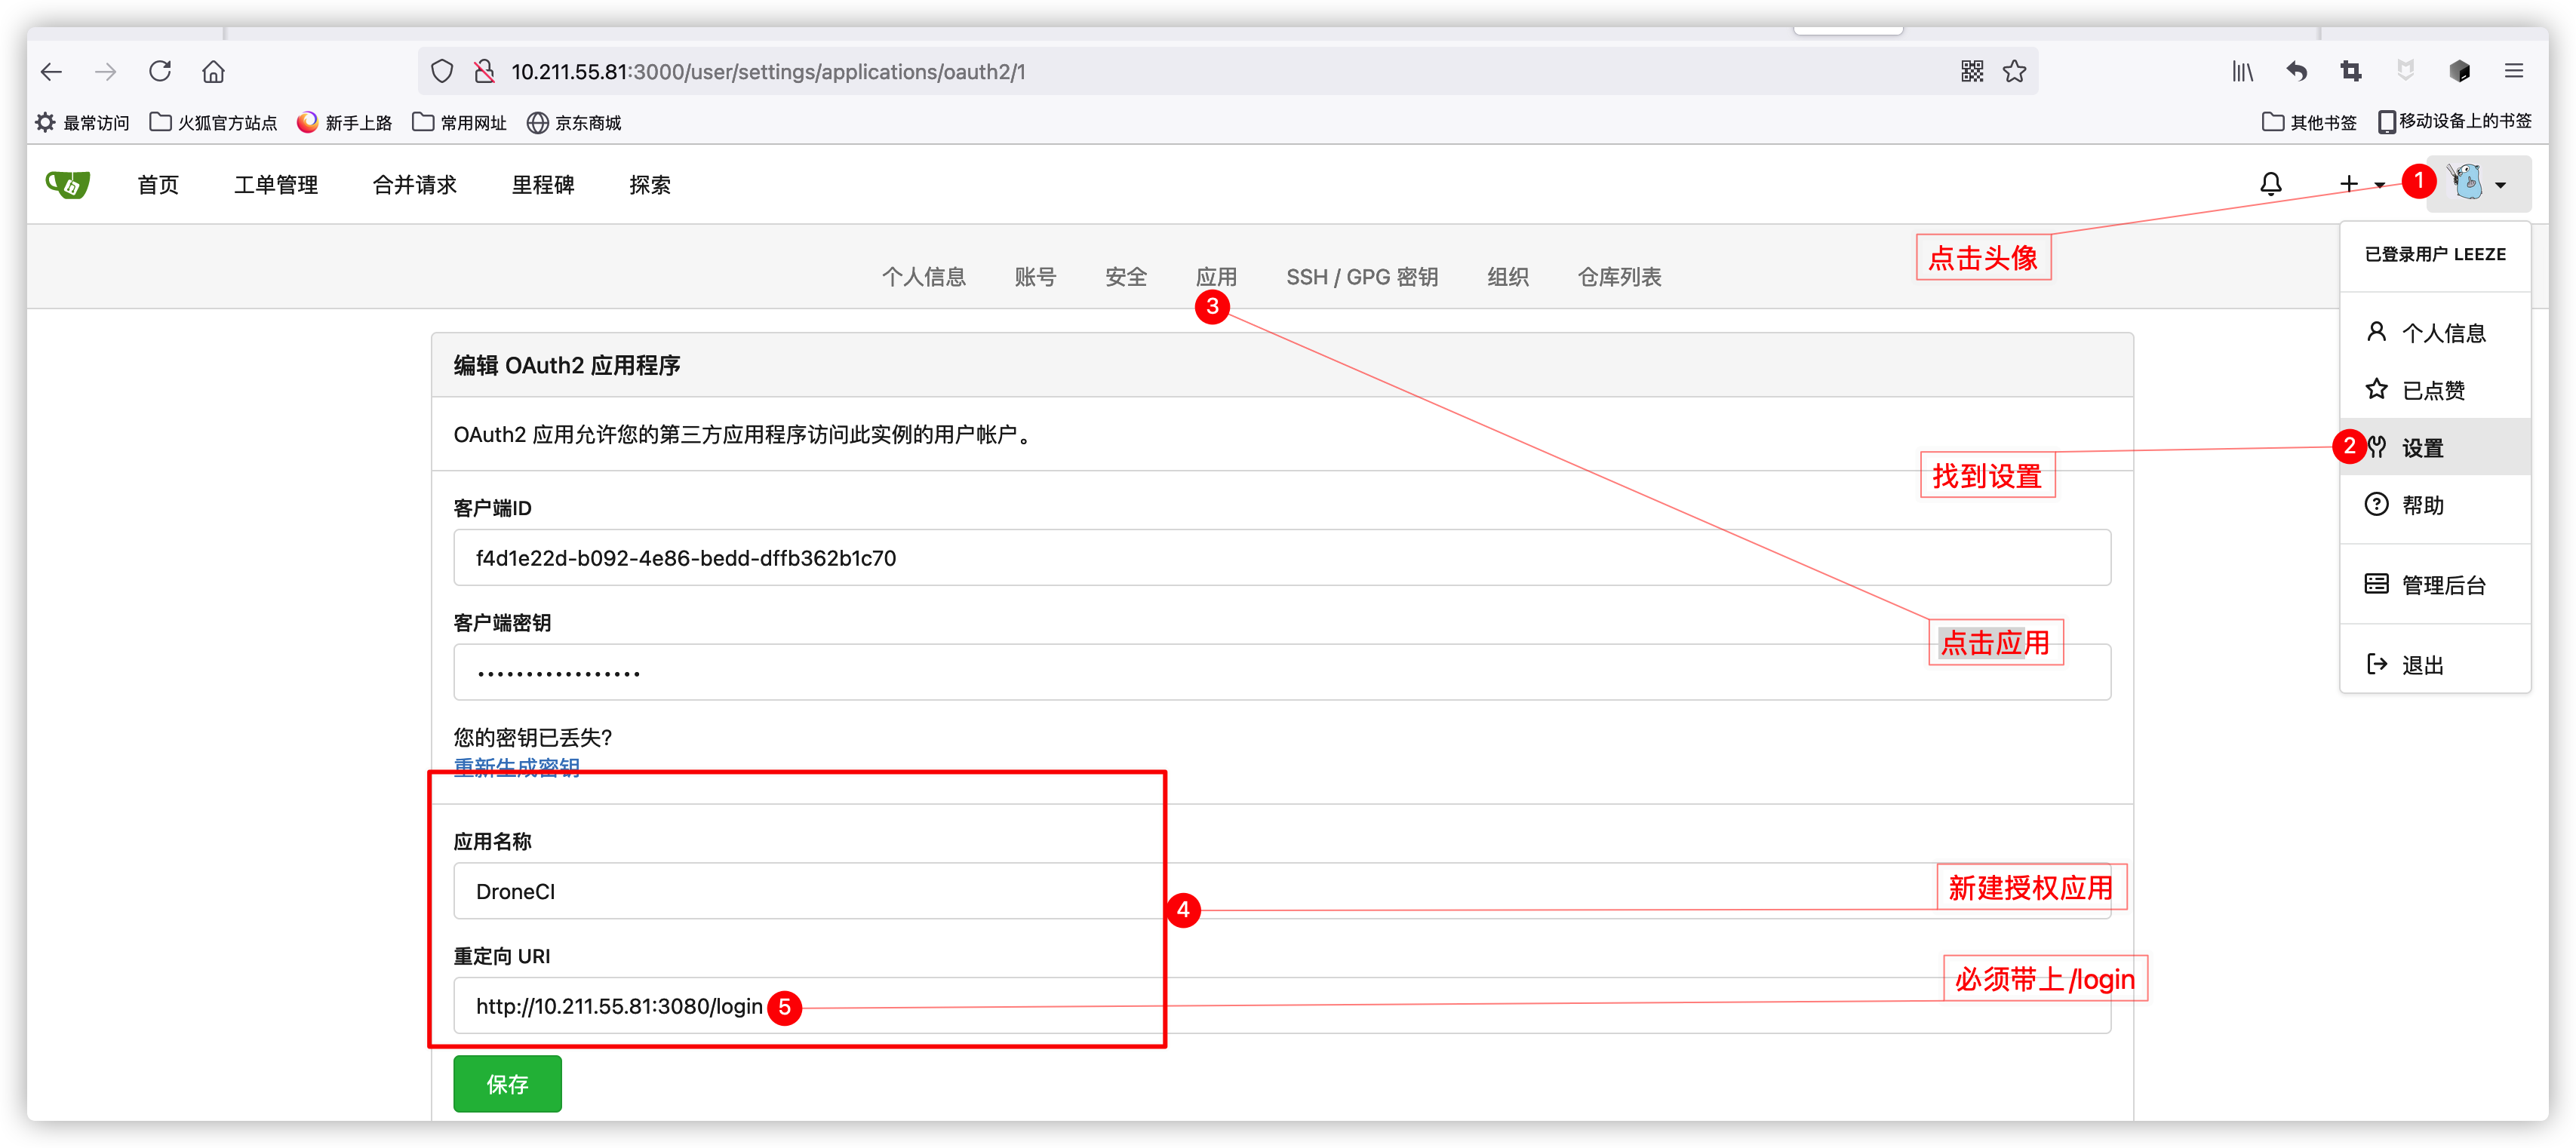 10.211.55.81:3000/user/settings/applications/oauth2/1
最常访问 火狐官方站点 新手上路 常用网址 京东商城 其他书签 移动设备上的书签
首页 工单管理 合并请求 里程碑 探索
1
点击头像
已登录用户 LEEZE
个人信息 账号 安全 应用 SSH / GPG 密钥 组织 仓库列表
3
个人信息
已点赞
2 设置
找到设置
帮助
管理后台
退出
编辑 OAuth2 应用程序
OAuth2 应用允许您的第三方应用程序访问此实例的用户帐户。
客户端ID
f4d1e22d-b092-4e86-bedd-dffb362b1c70
客户端密钥
点击应用
•••••••••••••••••
您的密钥已丢失?
重新生成密钥
应用名称
DroneCI
4
新建授权应用
重定向 URI
http://10.211.55.81:3080/login
5
必须带上/login
保存